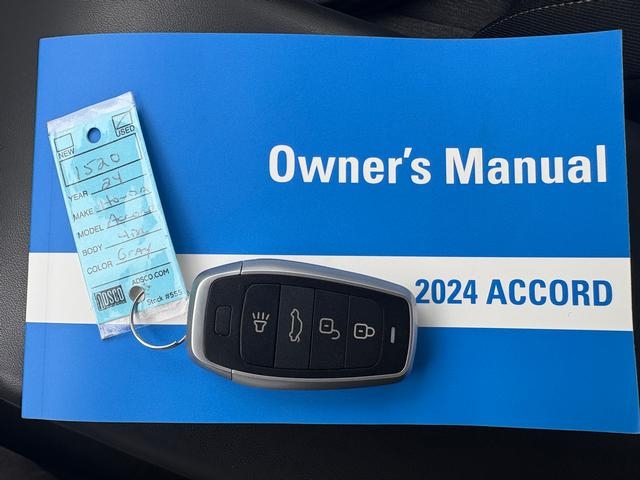 Owner's Manual
2024 ACCORD
NEW
USED
1520
YEAR 24
MAKE Honda
MODEL Accord
BODY 4DR
COLOR Gray
ADSCO
ADSCO.COM
Stock #555